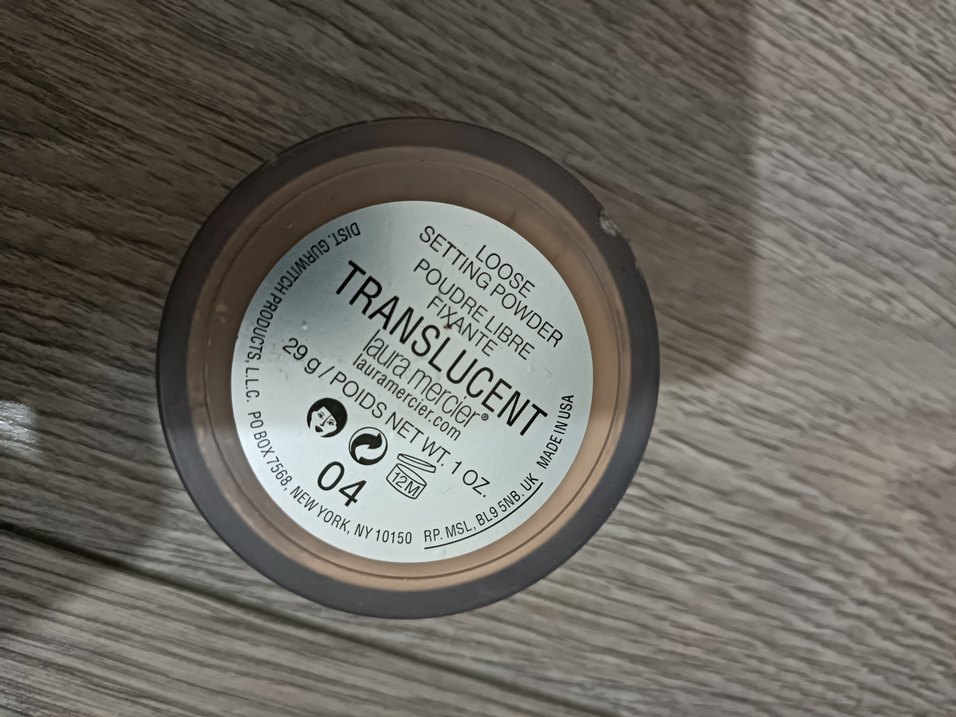 LOOSE
SETTING POWDER
POUDRE LIBRE
FIXANTE
TRANSLUCENT
laura mercier®
lauramercier.com
29 g / POIDS NET WT. 1 OZ.
12M
04
DIST. GURWITCH PRODUCTS, L.L.C. PO BOX 7568, NEW YORK, NY 10150 RP. MSL, BL9 5NB. UK MADE IN USA